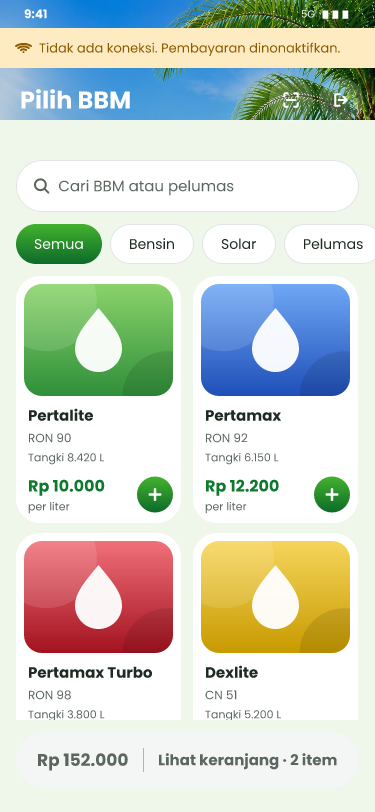 9:41
5G
Tidak ada koneksi. Pembayaran dinonaktifkan.
Pilih BBM
Cari BBM atau pelumas
Semua
Bensin
Solar
Pelumas
Pertalite
RON 90
Tangki 8.420 L
Rp 10.000
per liter
Pertamax
RON 92
Tangki 6.150 L
Rp 12.200
per liter
Pertamax Turbo
RON 98
Tangki 3.800 L
Dexlite
CN 51
Tangki 5.200 L
Rp 152.000
Lihat keranjang · 2 item